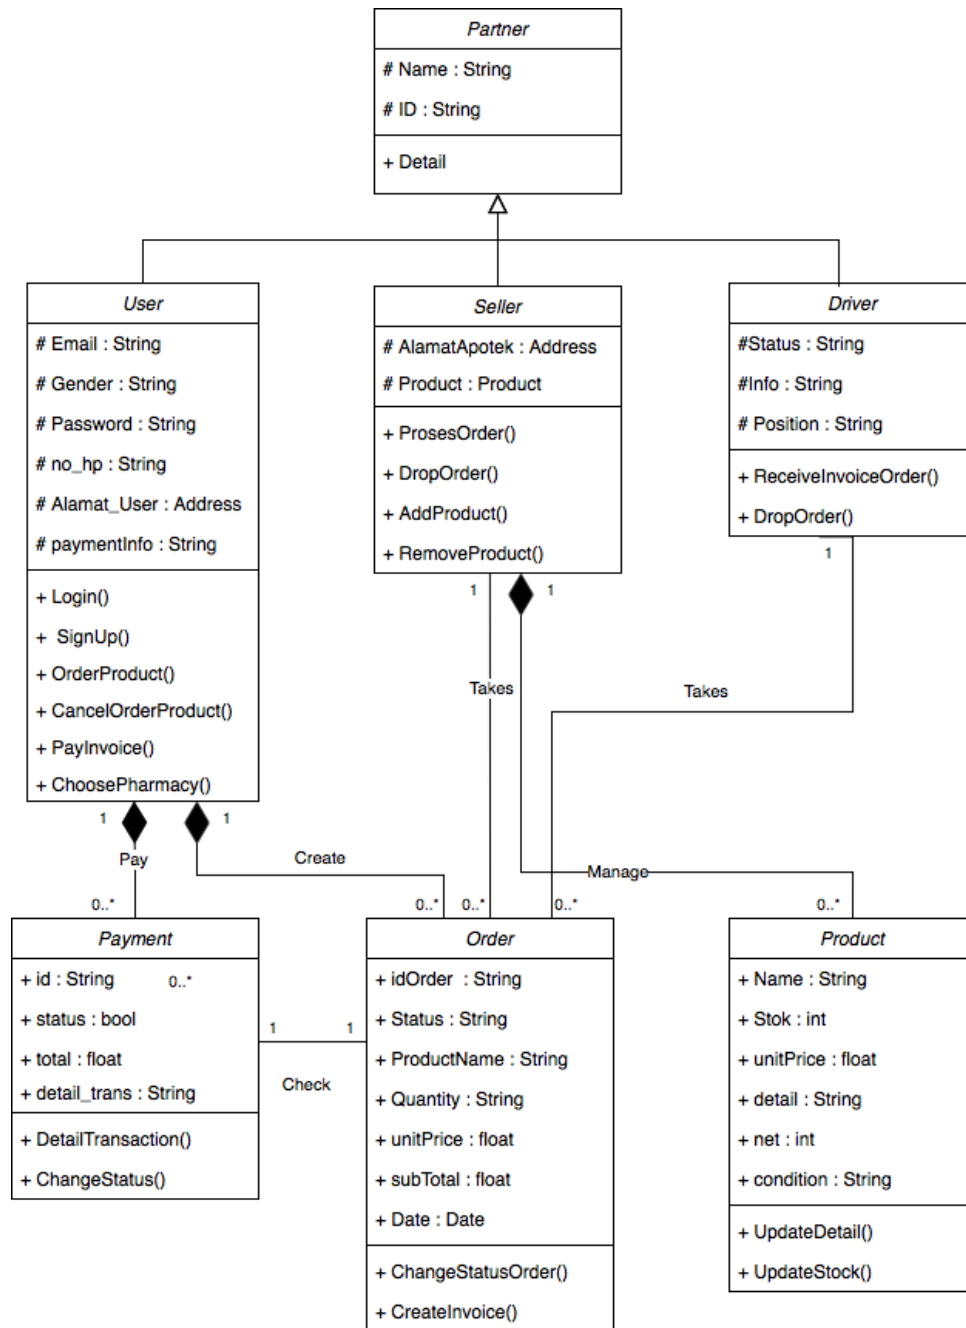 Partner
# Name : String
# ID : String
+ Detail
User
# Email : String
# Gender : String
# Password : String
# no_hp : String
# Alamat_User : Address
# paymentInfo : String
+ Login()
+ SignUp()
+ OrderProduct()
+ CancelOrderProduct()
+ PayInvoice()
+ ChoosePharmacy()
Seller
# AlamatApotek : Address
# Product : Product
+ ProsesOrder()
+ DropOrder()
+ AddProduct()
+ RemoveProduct()
Driver
#Status : String
#Info : String
# Position : String
+ ReceiveInvoiceOrder()
+ DropOrder()
1
1
1
Takes
Takes
1
1
Pay
Create
Manage
0..*
0..*
0..*
0..*
0..*
Payment
+ id : String
0..*
+ status : bool
+ total : float
+ detail_trans : String
+ DetailTransaction()
+ ChangeStatus()
1
1
Check
Order
+ idOrder : String
+ Status : String
+ ProductName : String
+ Quantity : String
+ unitPrice : float
+ subTotal : float
+ Date : Date
+ ChangeStatusOrder()
+ CreateInvoice()
Product
+ Name : String
+ Stok : int
+ unitPrice : float
+ detail : String
+ net : int
+ condition : String
+ UpdateDetail()
+ UpdateStock()